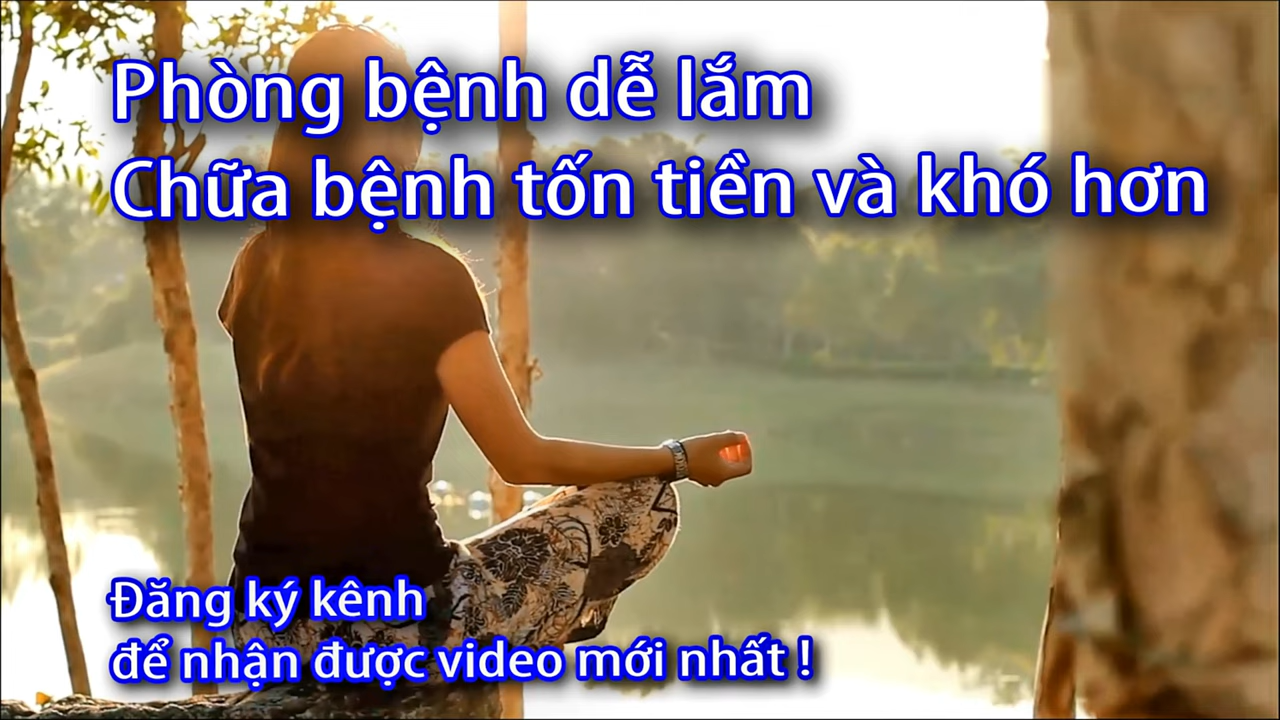 Phòng bệnh dễ lắm
Chữa bệnh tốn tiền và khó hơn
Đăng ký kênh
để nhận được video mới nhất !